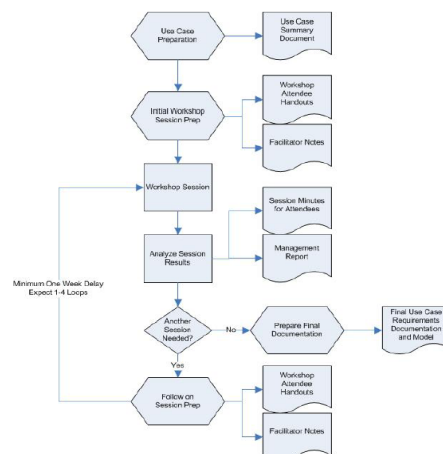 Use Case
Preparation
Use Case
Summary
Document
Initial Workshop
Session Prep
Workshop
Attendee
Handouts
Facilitator Notes
Workshop Session
Analyze Session
Results
Session Minutes
for Attendees
Management
Report
Minimum One Week Delay
Expect 1-4 Loops
Another
Session
Needed?
No
Prepare Final
Documentation
Final Use Case
Requirements
Documentation
and Model
Yes
Follow on
Session Prep
Workshop
Attendee
Handouts
Facilitator Notes